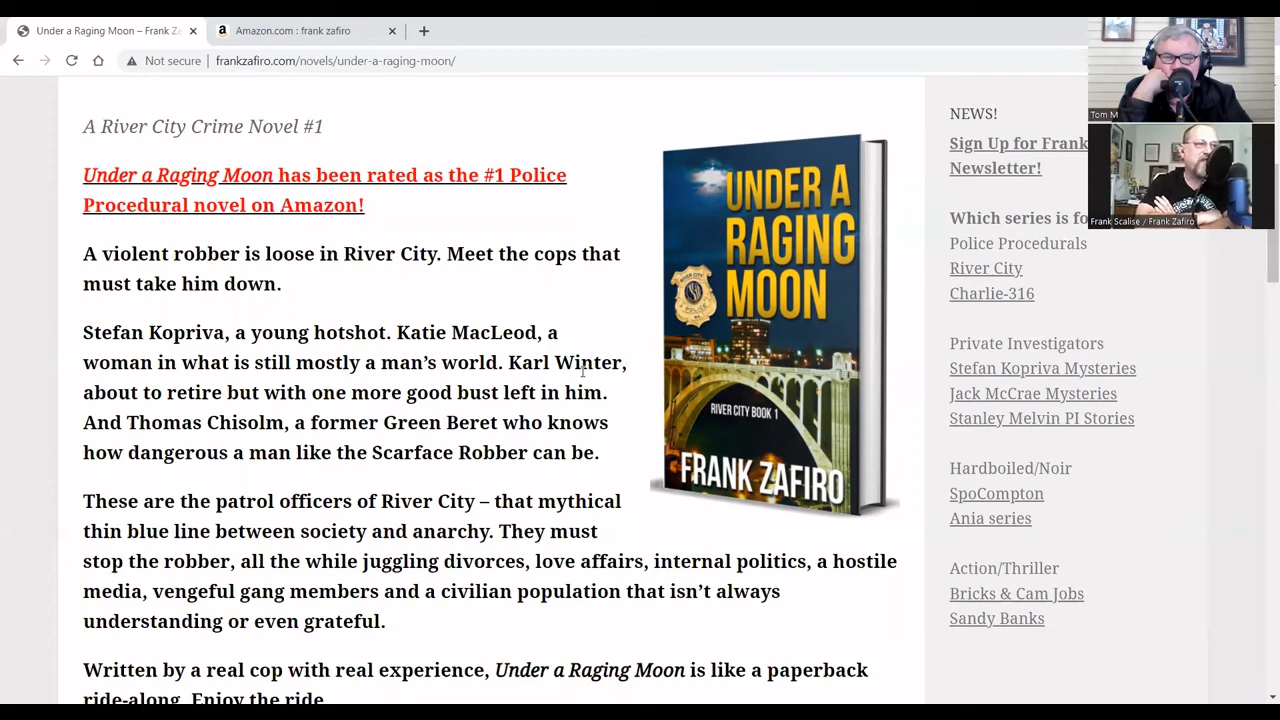 Under a Raging Moon – Frank Za
Amazon.com : frank zafiro
Not secure
frankzafiro.com/novels/under-a-raging-moon/
A River City Crime Novel #1
Under a Raging Moon has been rated as the #1 Police
Procedural novel on Amazon!
A violent robber is loose in River City. Meet the cops that
must take him down.
Stefan Kopriva, a young hotshot. Katie MacLeod, a
woman in what is still mostly a man’s world. Karl Winter,
about to retire but with one more good bust left in him.
And Thomas Chisolm, a former Green Beret who knows
how dangerous a man like the Scarface Robber can be.
These are the patrol officers of River City – that mythical
thin blue line between society and anarchy. They must
stop the robber, all the while juggling divorces, love affairs, internal politics, a hostile
media, vengeful gang members and a civilian population that isn’t always
understanding or even grateful.
Written by a real cop with real experience, Under a Raging Moon is like a paperback
ride-along. Enjoy the ride
UNDER A
RAGING
MOON
RIVER CITY
POLICE
RIVER CITY BOOK 1
FRANK ZAFIRO
NEWS!
Sign Up for Frank
Newsletter!
Which series is fo
Police Procedurals
River City
Charlie-316
Private Investigators
Stefan Kopriva Mysteries
Jack McCrae Mysteries
Stanley Melvin PI Stories
Hardboiled/Noir
SpoCompton
Ania series
Action/Thriller
Bricks & Cam Jobs
Sandy Banks
Tom M
Frank Scalise / Frank Zafiro